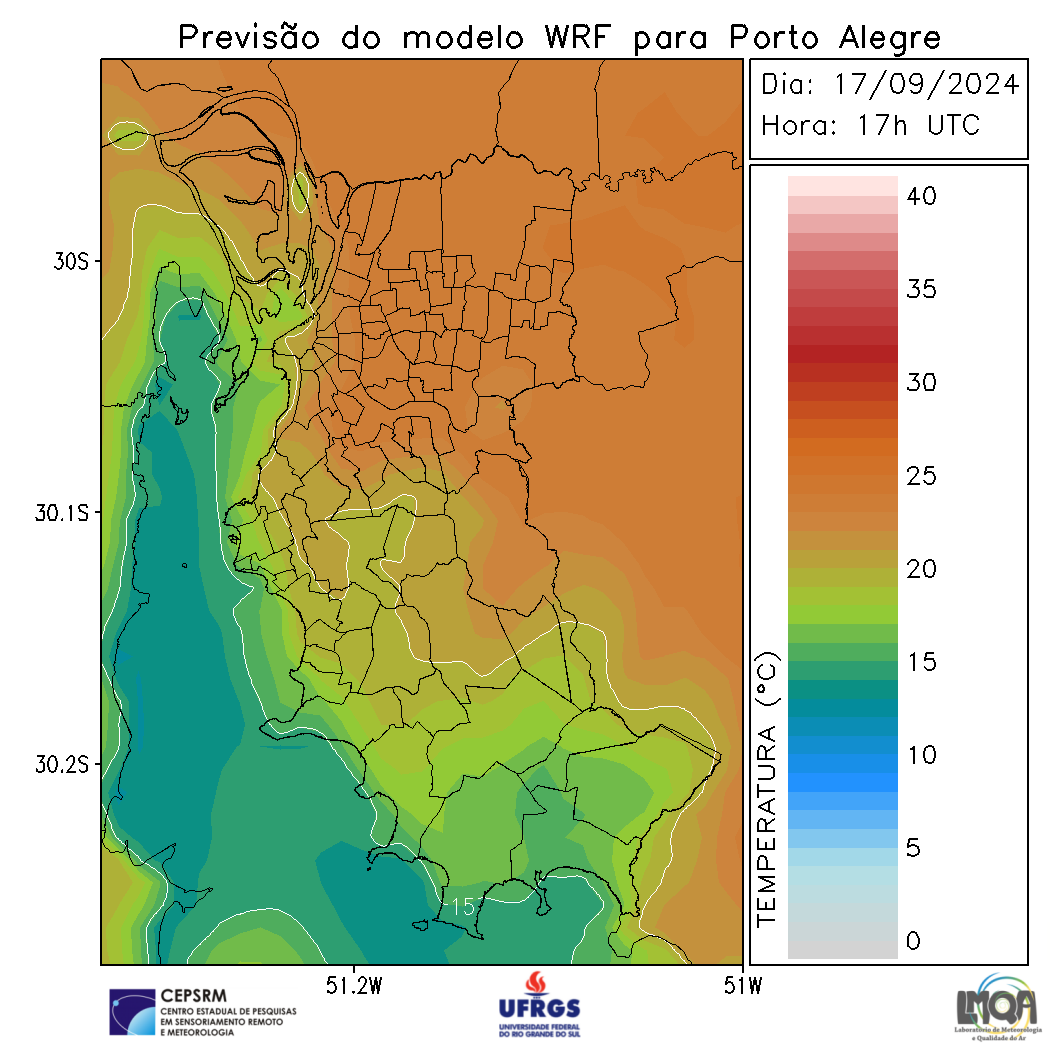 Previsão do modelo WRF para Porto Alegre
Dia: 17/09/2024
Hora: 17h UTC
40
35
30
25
20
15
10
5
0
TEMPERATURA (°C)
30S
30.1S
30.2S
15
51.2W
51W
CEPSRM
CENTRO ESTADUAL DE PESQUISAS
EM SENSORIAMENTO REMOTO
E METEOROLOGIA
UFRGS
UNIVERSIDADE FEDERAL
DO RIO GRANDE DO SUL
LMQA
Laboratório de Meteorologia
e Qualidade do Ar